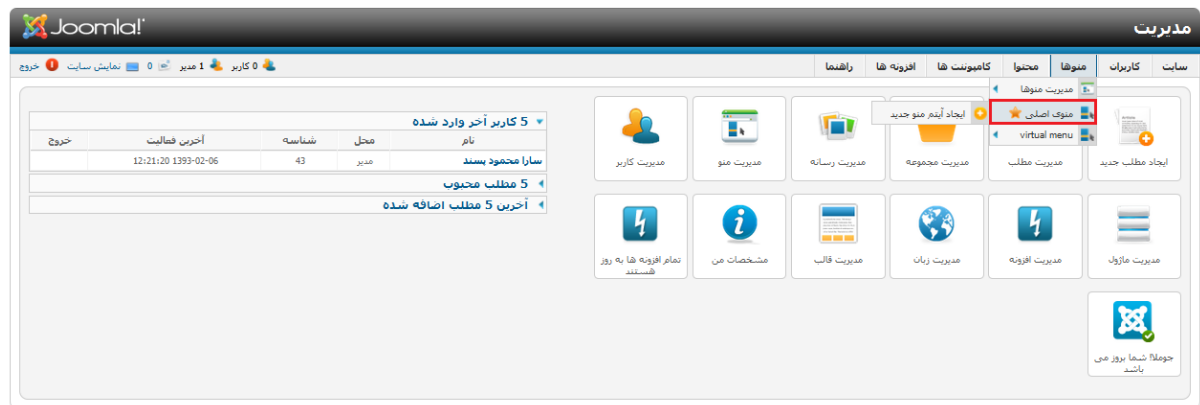 Joomla!
مدیریت
سایت
کاربران
منوها
محتوا
کامپوننت ها
افزونه ها
راهنما
0 کاربر
1 مدیر
0
نمایش سایت
خروج
مدیریت منوها
منوی اصلی
ایجاد آیتم منو جدید
virtual menu
ایجاد مطلب جدید
مدیریت مطلب
مدیریت مجموعه
مدیریت رسانه
مدیریت منو
مدیریت کاربر
مدیریت ماژول
مدیریت افزونه
مدیریت زبان
مدیریت قالب
مشخصات من
تمام افزونه ها به روز
هستند
جوملا! شما بروز می
باشد
5 کاربر آخر وارد شده
نام محل شناسه آخرین فعالیت خروج
سارا محمود پسند مدیر 43 1393-02-06 12:21:20
5 مطلب محبوب
آخرین 5 مطلب اضافه شده